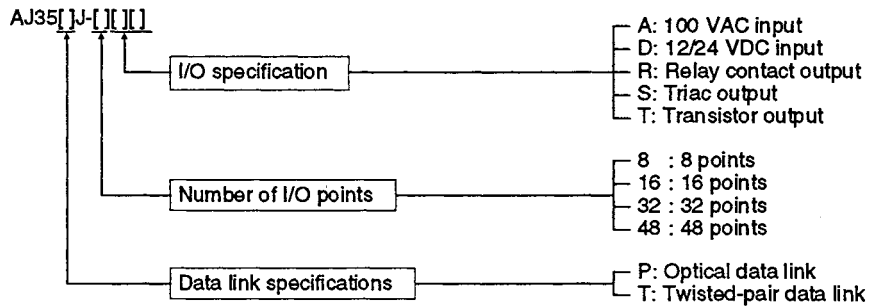 AJ35[ ]J-[ ][ ][ ]
I/O specification
A: 100 VAC input
D: 12/24 VDC input
R: Relay contact output
S: Triac output
T: Transistor output
Number of I/O points
8 : 8 points
16 : 16 points
32 : 32 points
48 : 48 points
Data link specifications
P: Optical data link
T: Twisted-pair data link